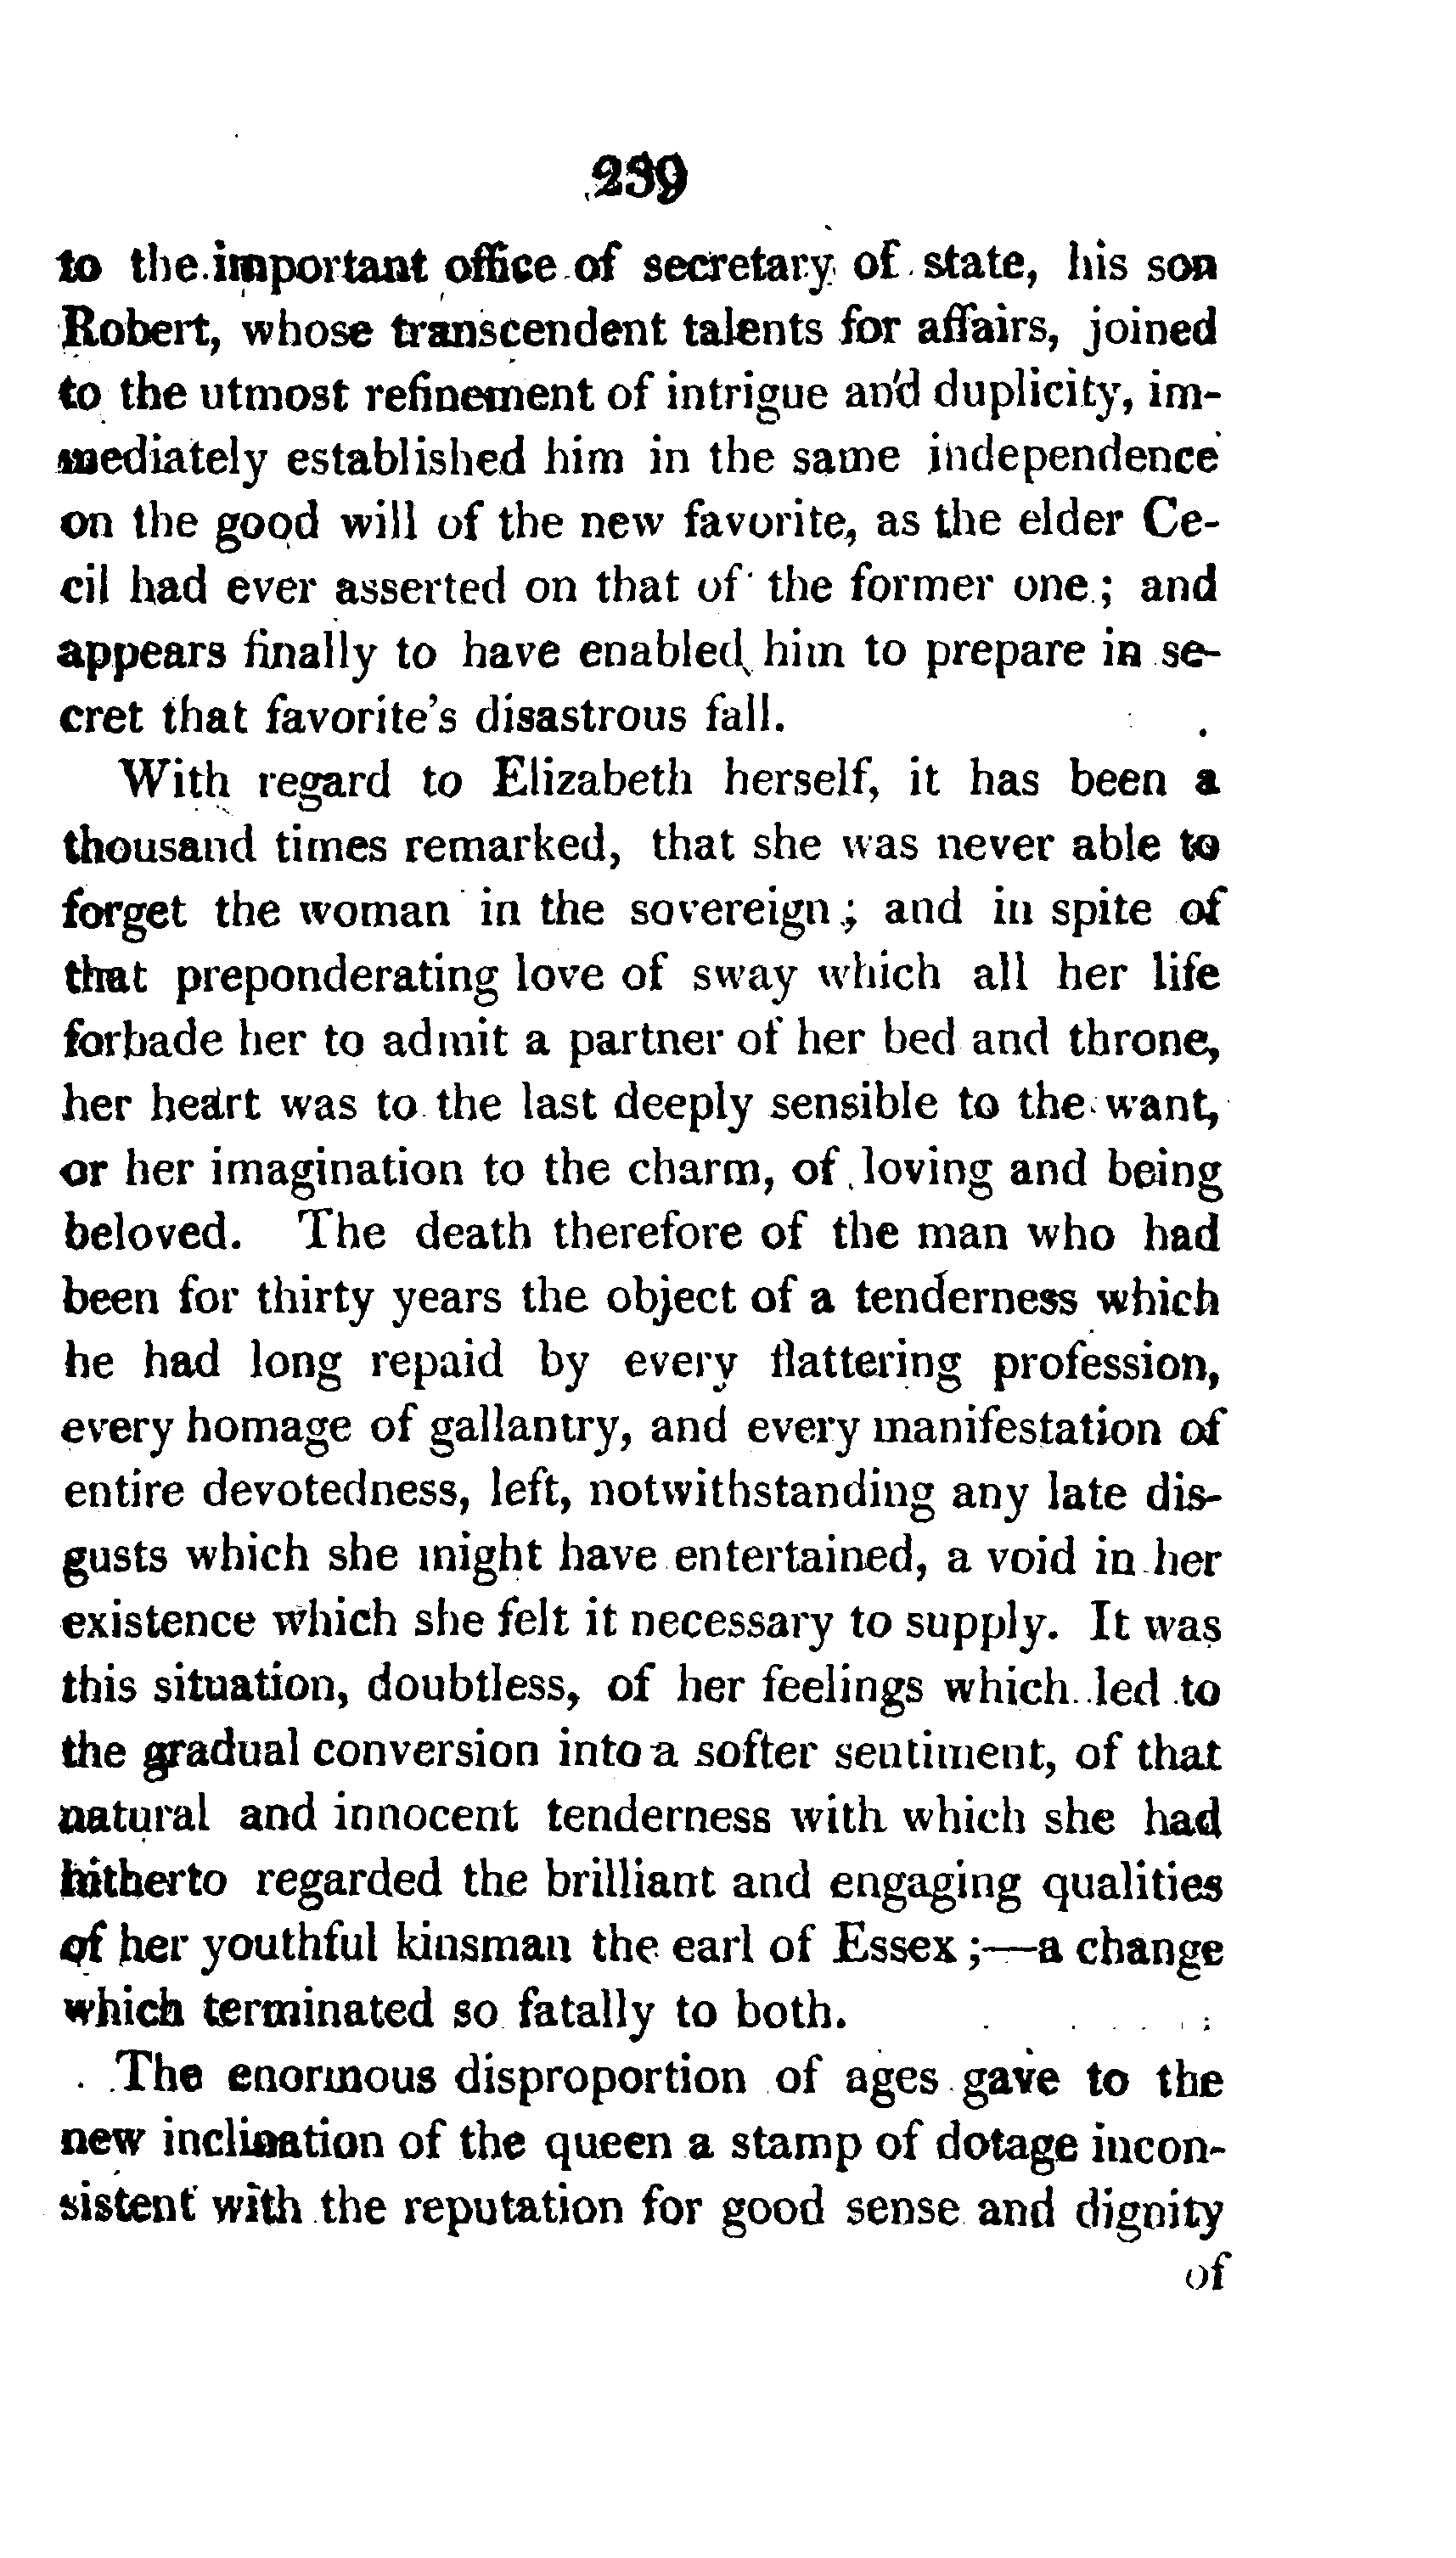 239
to the important office of secretary of state, his son
Robert, whose transcendent talents for affairs, joined
to the utmost refinement of intrigue and duplicity, im-
mediately established him in the same independence
on the good will of the new favorite, as the elder Ce-
cil had ever asserted on that of the former one; and
appears finally to have enabled him to prepare in se-
cret that favorite's disastrous fall.
With regard to Elizabeth herself, it has been a
thousand times remarked, that she was never able to
forget the woman in the sovereign; and in spite of
that preponderating love of sway which all her life
forbade her to admit a partner of her bed and throne,
her heart was to the last deeply sensible to the want,
or her imagination to the charm, of loving and being
beloved. The death therefore of the man who had
been for thirty years the object of a tenderness which
he had long repaid by every flattering profession,
every homage of gallantry, and every manifestation of
entire devotedness, left, notwithstanding any late dis-
gusts which she might have entertained, a void in her
existence which she felt it necessary to supply. It was
this situation, doubtless, of her feelings which led to
the gradual conversion into a softer sentiment, of that
natural and innocent tenderness with which she had
hitherto regarded the brilliant and engaging qualities
of her youthful kinsman the earl of Essex;—a change
which terminated so fatally to both.
The enormous disproportion of ages gave to the
new inclination of the queen a stamp of dotage incon-
sistent with the reputation for good sense and dignity
of